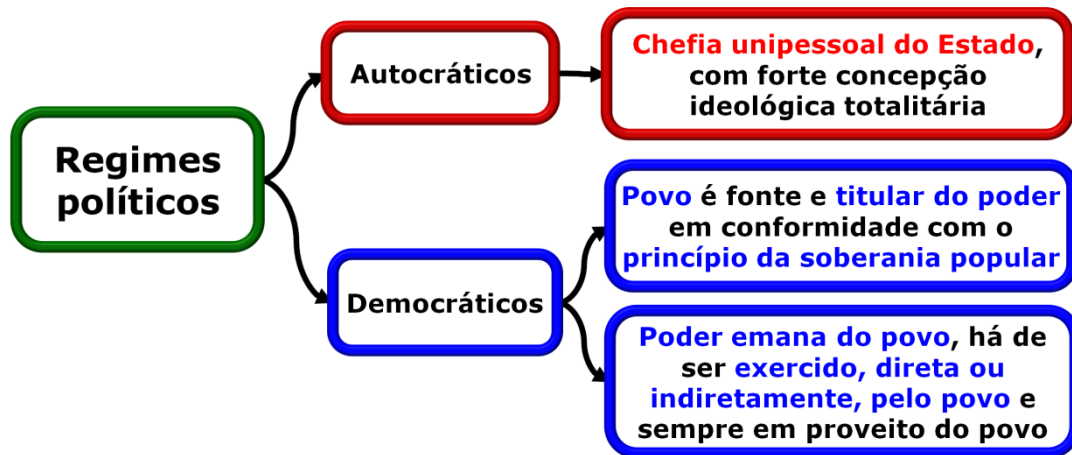 Regimes
políticos
Autocráticos
Chefia unipessoal do Estado,
com forte concepção
ideológica totalitária
Democráticos
Povo é fonte e titular do poder
em conformidade com o
princípio da soberania popular
Poder emana do povo, há de
ser exercido, direta ou
indiretamente, pelo povo e
sempre em proveito do povo